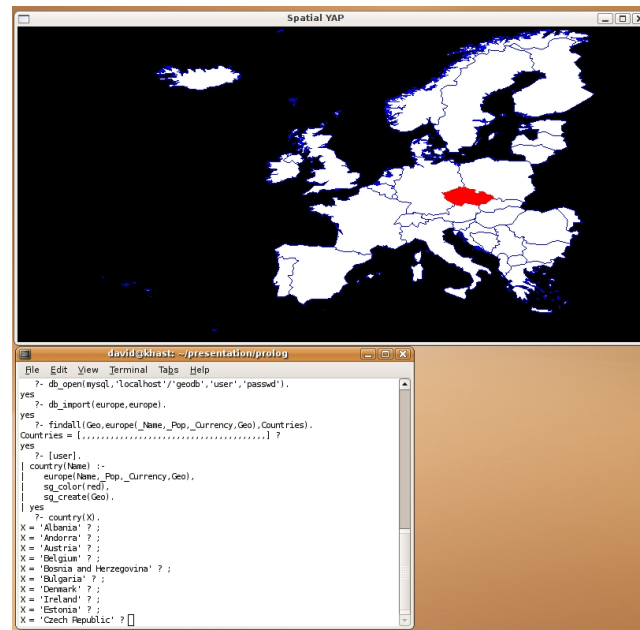 Spatial YAP
david@khast: ~/presentation/prolog
File Edit View Terminal Tabs Help
?- db_open(mysql,'localhost'/'geodb','user','passwd').
yes
?- db_import(europe,europe).
yes
?- findall(Geo,europe(_Name,_Pop,_Currency,Geo),Countries).
Countries = [,,,,,,,,,,,,,,,,,,,,,,,,,,,,,,,,,,,,,,] ?
yes
?- [user].
| country(Name) :-
| europe(Name,_Pop,_Currency,Geo),
| sg_color(red),
| sg_create(Geo).
| yes
?- country(X).
X = 'Albania' ? ;
X = 'Andorra' ? ;
X = 'Austria' ? ;
X = 'Belgium' ? ;
X = 'Bosnia and Herzegovina' ? ;
X = 'Bulgaria' ? ;
X = 'Denmark' ? ;
X = 'Ireland' ? ;
X = 'Estonia' ? ;
X = 'Czech Republic' ?